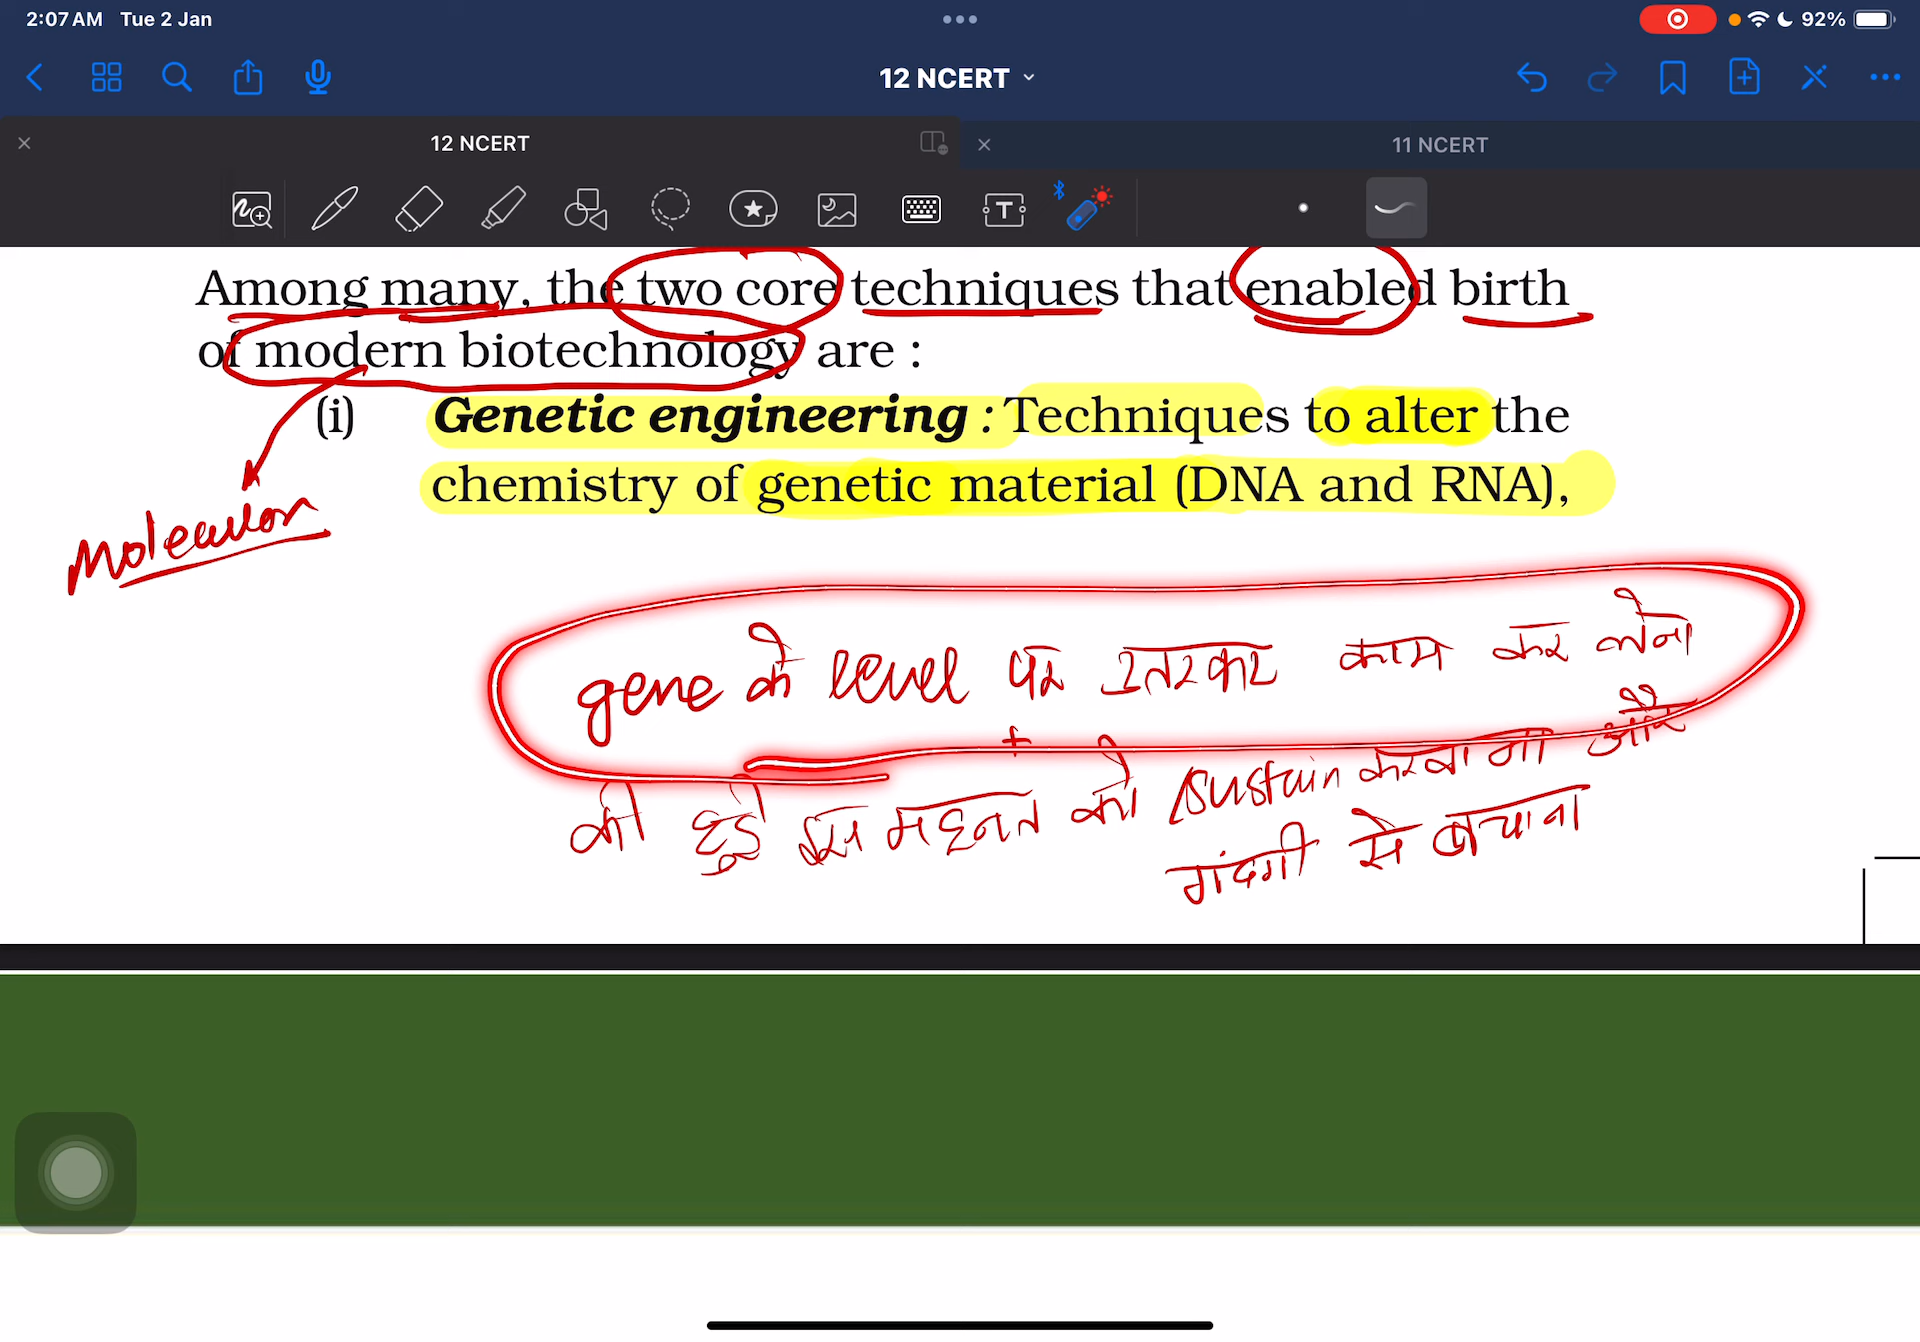 2:07 AM Tue 2 Jan
92%
12 NCERT
12 NCERT
11 NCERT
T
Among many, the two core techniques that enabled birth
of modern biotechnology are :
(i) Genetic engineering : Techniques to alter the
chemistry of genetic material (DNA and RNA),
Molecular
gene के level पर उतरकर काम कर लेना
+
की हुई इस महनत को sustain करवाना और
गंदगी से बचाना